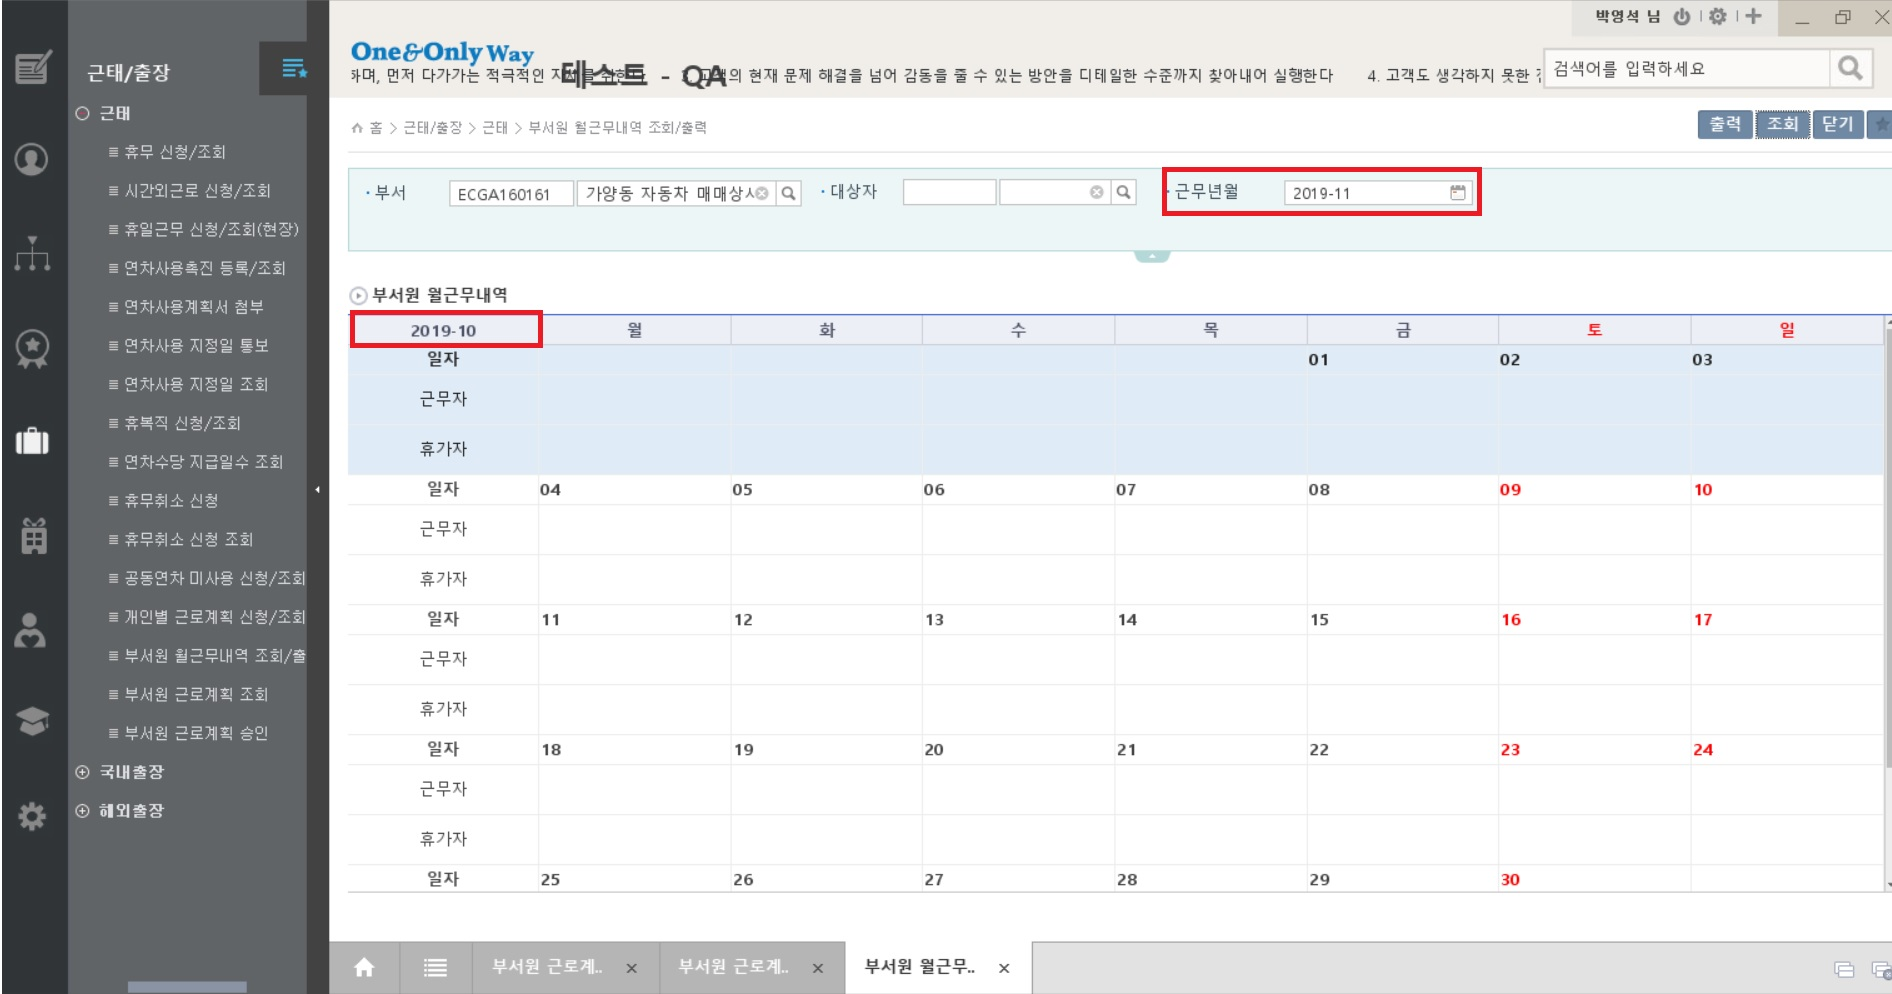 박영석 님
One&Only Way
테스트 - QA
하며, 먼저 다가가는 적극적인 의 현재 문제 해결을 넘어 감동을 줄 수 있는 방안을 디테일한 수준까지 찾아내어 실행한다 4. 고객도 생각하지 못한
검색어를 입력하세요
근태/출장
근태
휴무 신청/조회
시간외근로 신청/조회
휴일근무 신청/조회(현장)
연차사용촉진 등록/조회
연차사용계획서 첨부
연차사용 지정일 통보
연차사용 지정일 조회
휴복직 신청/조회
연차수당 지급일수 조회
휴무취소 신청
휴무취소 신청 조회
공동연차 미사용 신청/조회
개인별 근로계획 신청/조회
부서원 월근무내역 조회/출
부서원 근로계획 조회
부서원 근로계획 승인
국내출장
해외출장
홈 > 근태/출장 > 근태 > 부서원 월근무내역 조회/출력
출력 조회 닫기
부서 ECGA160161 가양동 자동차 매매상사 대상자 근무년월 2019-11
부서원 월근무내역
2019-10 월 화 수 목 금 토 일
일자 01 02 03
근무자
휴가자
일자 04 05 06 07 08 09 10
근무자
휴가자
일자 11 12 13 14 15 16 17
근무자
휴가자
일자 18 19 20 21 22 23 24
근무자
휴가자
일자 25 26 27 28 29 30
부서원 근로계.. × 부서원 근로계.. × 부서원 월근무.. ×